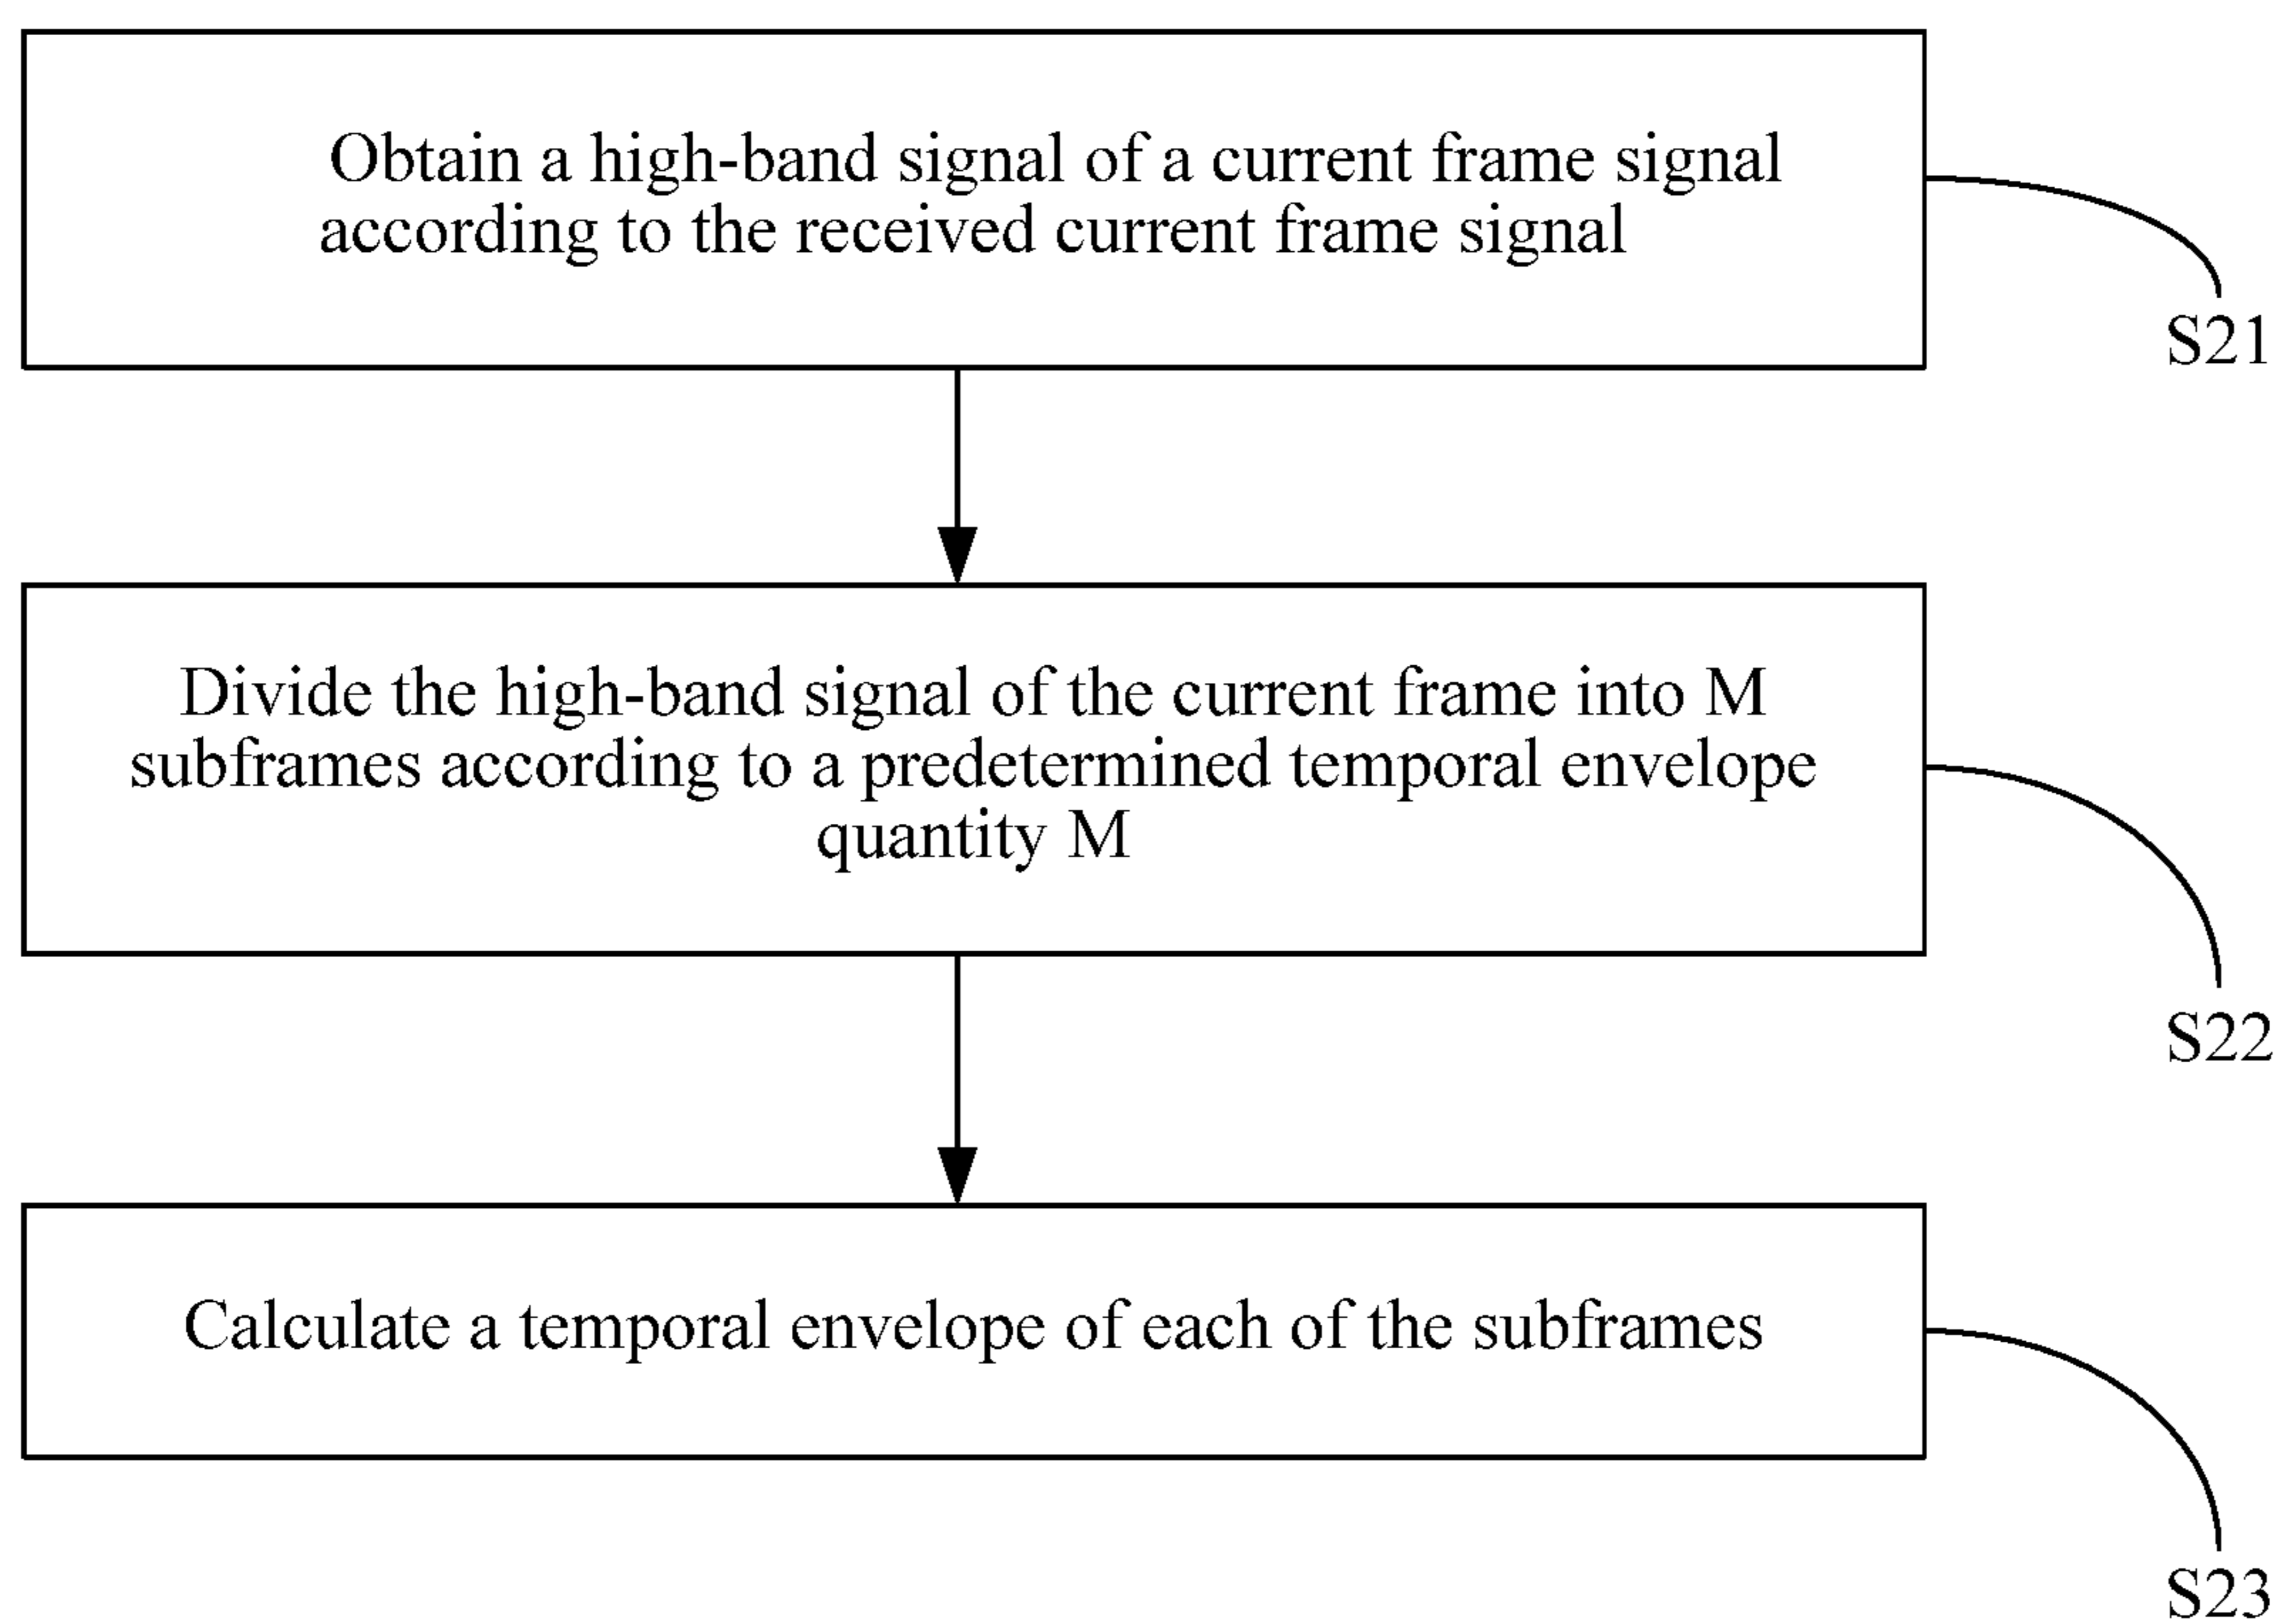 Obtain a high-band signal of a current frame signal
according to the received current frame signal
S21
Divide the high-band signal of the current frame into M
subframes according to a predetermined temporal envelope
quantity M
S22
Calculate a temporal envelope of each of the subframes
S23